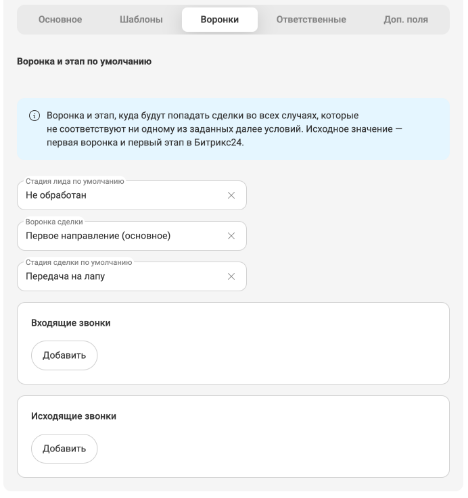 Основное Шаблоны Воронки Ответственные Доп. поля
Воронка и этап по умолчанию
Воронка и этап, куда будут попадать сделки во всех случаях, которые
не соответствуют ни одному из заданных далее условий. Исходное значение —
первая воронка и первый этап в Битрикс24.
Стадия лида по умолчанию
Не обработан
Воронка сделки
Первое направление (основное)
Стадия сделки по умолчанию
Передача на лапу
Входящие звонки
Добавить
Исходящие звонки
Добавить